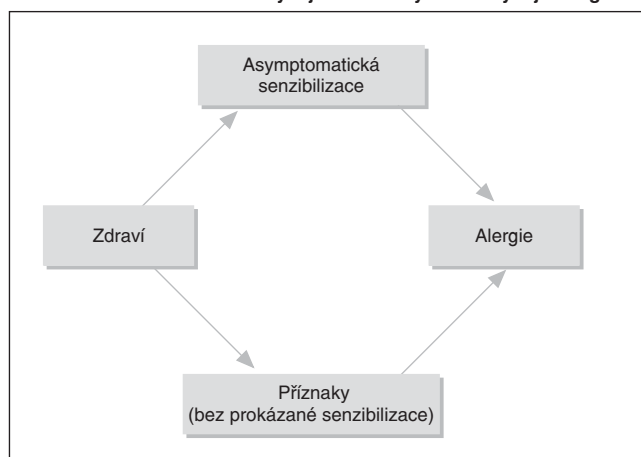 Asymptomatická
senzibilizace
Zdraví
Alergie
Příznaky
(bez prokázané senzibilizace)